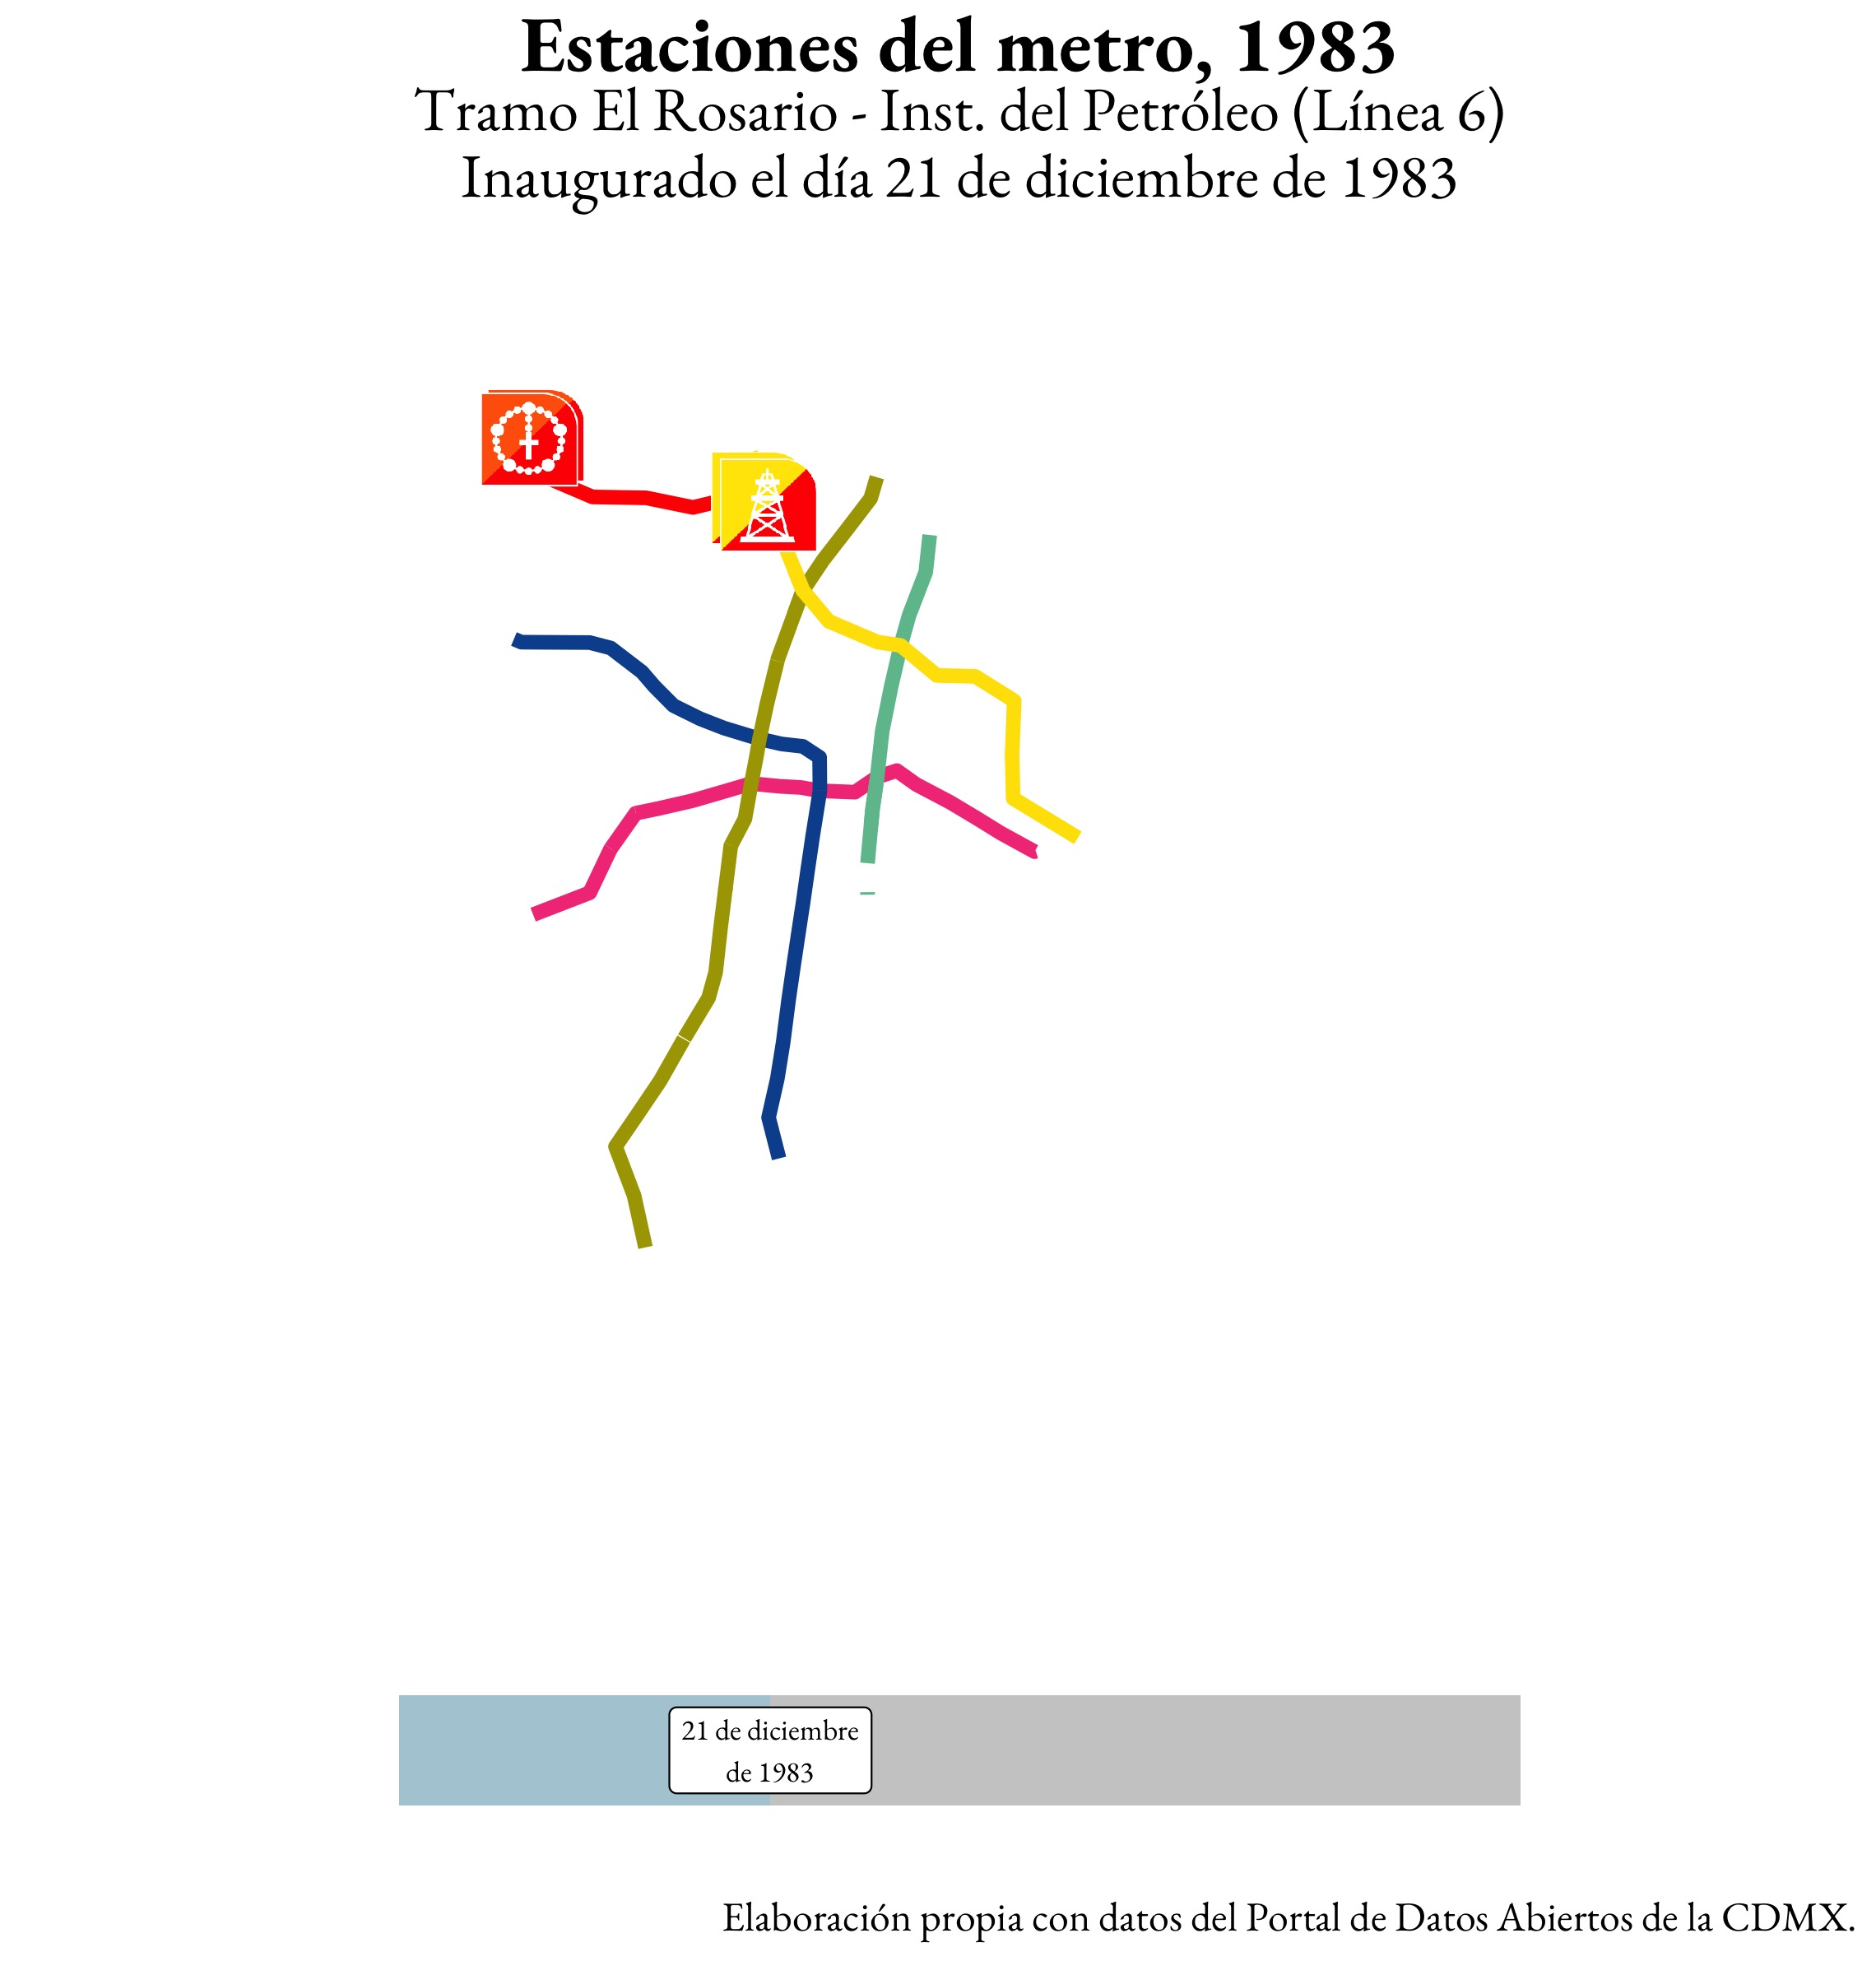 Estaciones del metro, 1983
Tramo El Rosario - Inst. del Petróleo (Línea 6)
Inaugurado el día 21 de diciembre de 1983
21 de diciembre
de 1983
Elaboración propia con datos del Portal de Datos Abiertos de la CDMX.